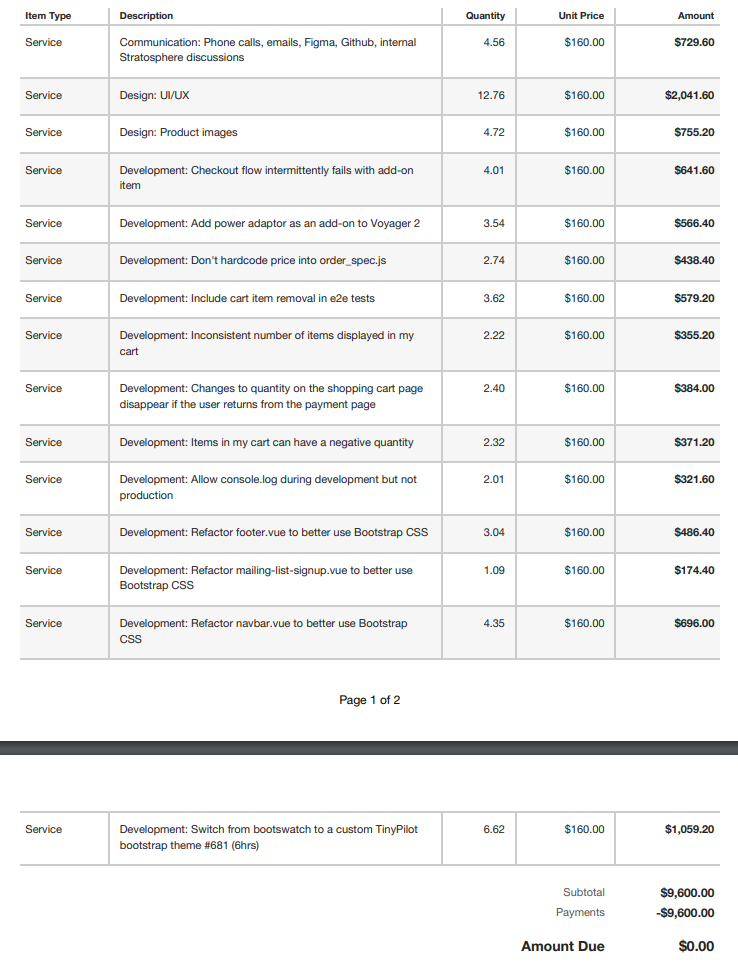 Item Type Description Quantity Unit Price Amount
Service Communication: Phone calls, emails, Figma, Github, internal 4.56 $160.00 $729.60
Stratosphere discussions
Service Design: UI/UX 12.76 $160.00 $2,041.60
Service Design: Product images 4.72 $160.00 $755.20
Service Development: Checkout flow intermittently fails with add-on 4.01 $160.00 $641.60
item
Service Development: Add power adaptor as an add-on to Voyager 2 3.54 $160.00 $566.40
Service Development: Don't hardcode price into order_spec.js 2.74 $160.00 $438.40
Service Development: Include cart item removal in e2e tests 3.62 $160.00 $579.20
Service Development: Inconsistent number of items displayed in my 2.22 $160.00 $355.20
cart
Service Development: Changes to quantity on the shopping cart page 2.40 $160.00 $384.00
disappear if the user returns from the payment page
Service Development: Items in my cart can have a negative quantity 2.32 $160.00 $371.20
Service Development: Allow console.log during development but not 2.01 $160.00 $321.60
production
Service Development: Refactor footer.vue to better use Bootstrap CSS 3.04 $160.00 $486.40
Service Development: Refactor mailing-list-signup.vue to better use 1.09 $160.00 $174.40
Bootstrap CSS
Service Development: Refactor navbar.vue to better use Bootstrap 4.35 $160.00 $696.00
CSS
Page 1 of 2
Service Development: Switch from bootswatch to a custom TinyPilot 6.62 $160.00 $1,059.20
bootstrap theme #681 (6hrs)
Subtotal $9,600.00
Payments -$9,600.00
Amount Due $0.00